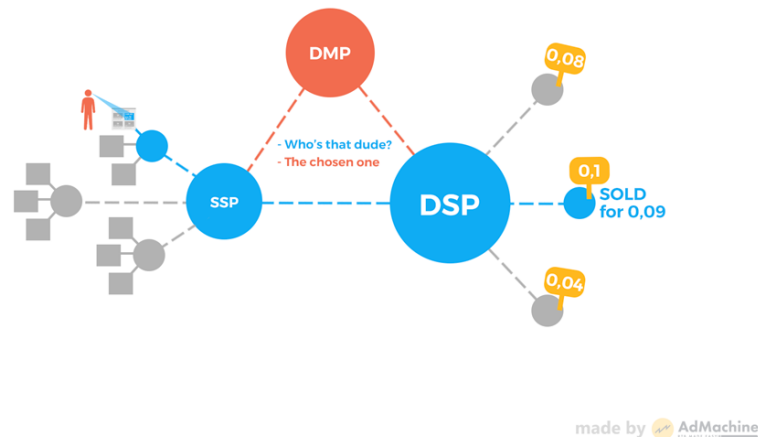 DMP
0,08
- Who's that dude?
- The chosen one
0,1
SSP
DSP
SOLD
for 0,09
0,04
made by AdMachine